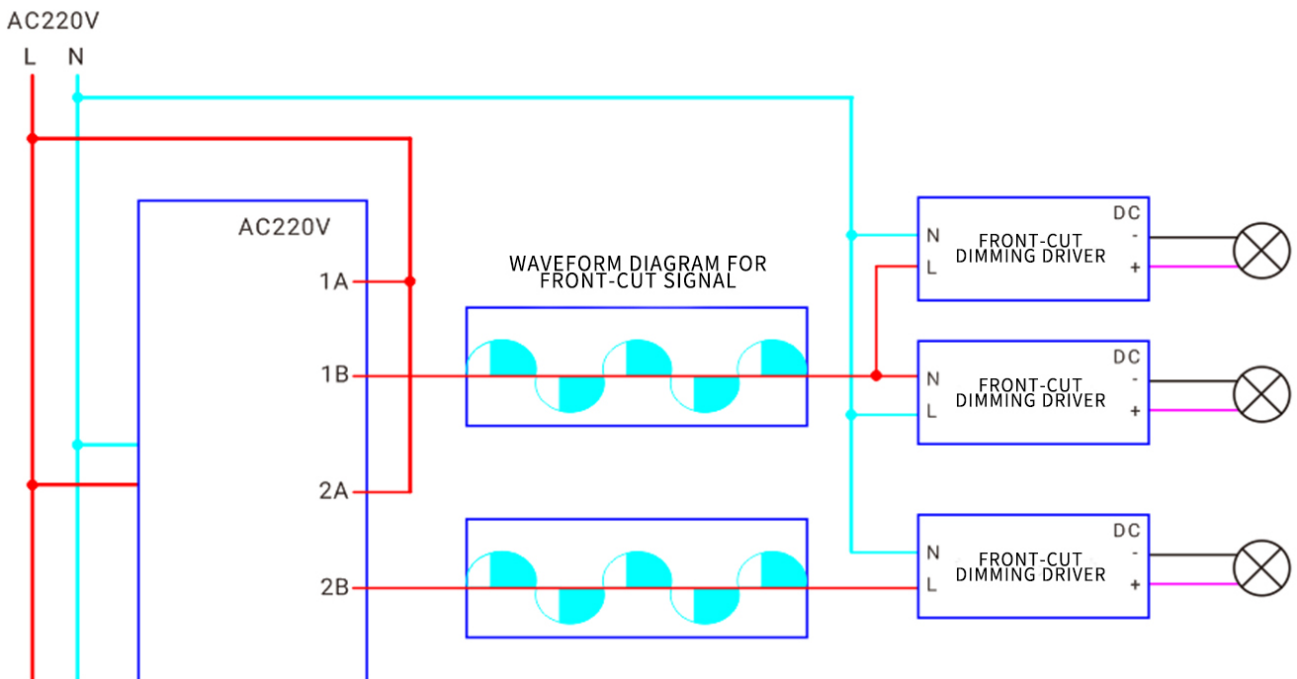 AC220V
L N
AC220V
1A
1B
2A
2B
WAVEFORM DIAGRAM FOR
FRONT-CUT SIGNAL
DC
N
L
FRONT-CUT
DIMMING DRIVER
-
+
DC
N
L
FRONT-CUT
DIMMING DRIVER
-
+
DC
N
L
FRONT-CUT
DIMMING DRIVER
-
+